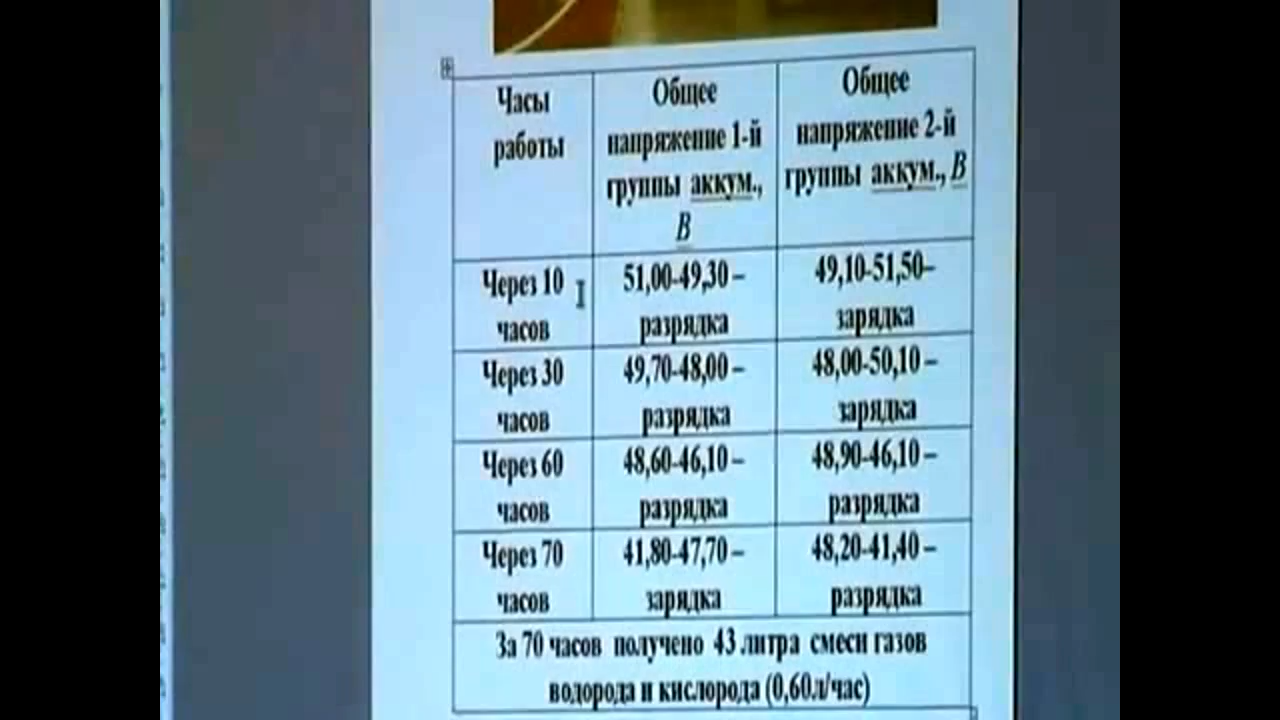 Часы
работы
Общее
напряжение 1-й
группы аккум.,
В
Общее
напряжение 2-й
группы аккум., В
Через 10
часов
51,00-49,30 –
разрядка
49,10-51,50–
зарядка
Через 30
часов
49,70-48,00 –
разрядка
48,00-50,10 –
зарядка
Через 60
часов
48,60-46,10 –
разрядка
48,90-46,10 –
разрядка
Через 70
часов
41,80-47,70 –
зарядка
48,20-41,40 –
разрядка
За 70 часов получено 43 литра смеси газов
водорода и кислорода (0,60л/час)